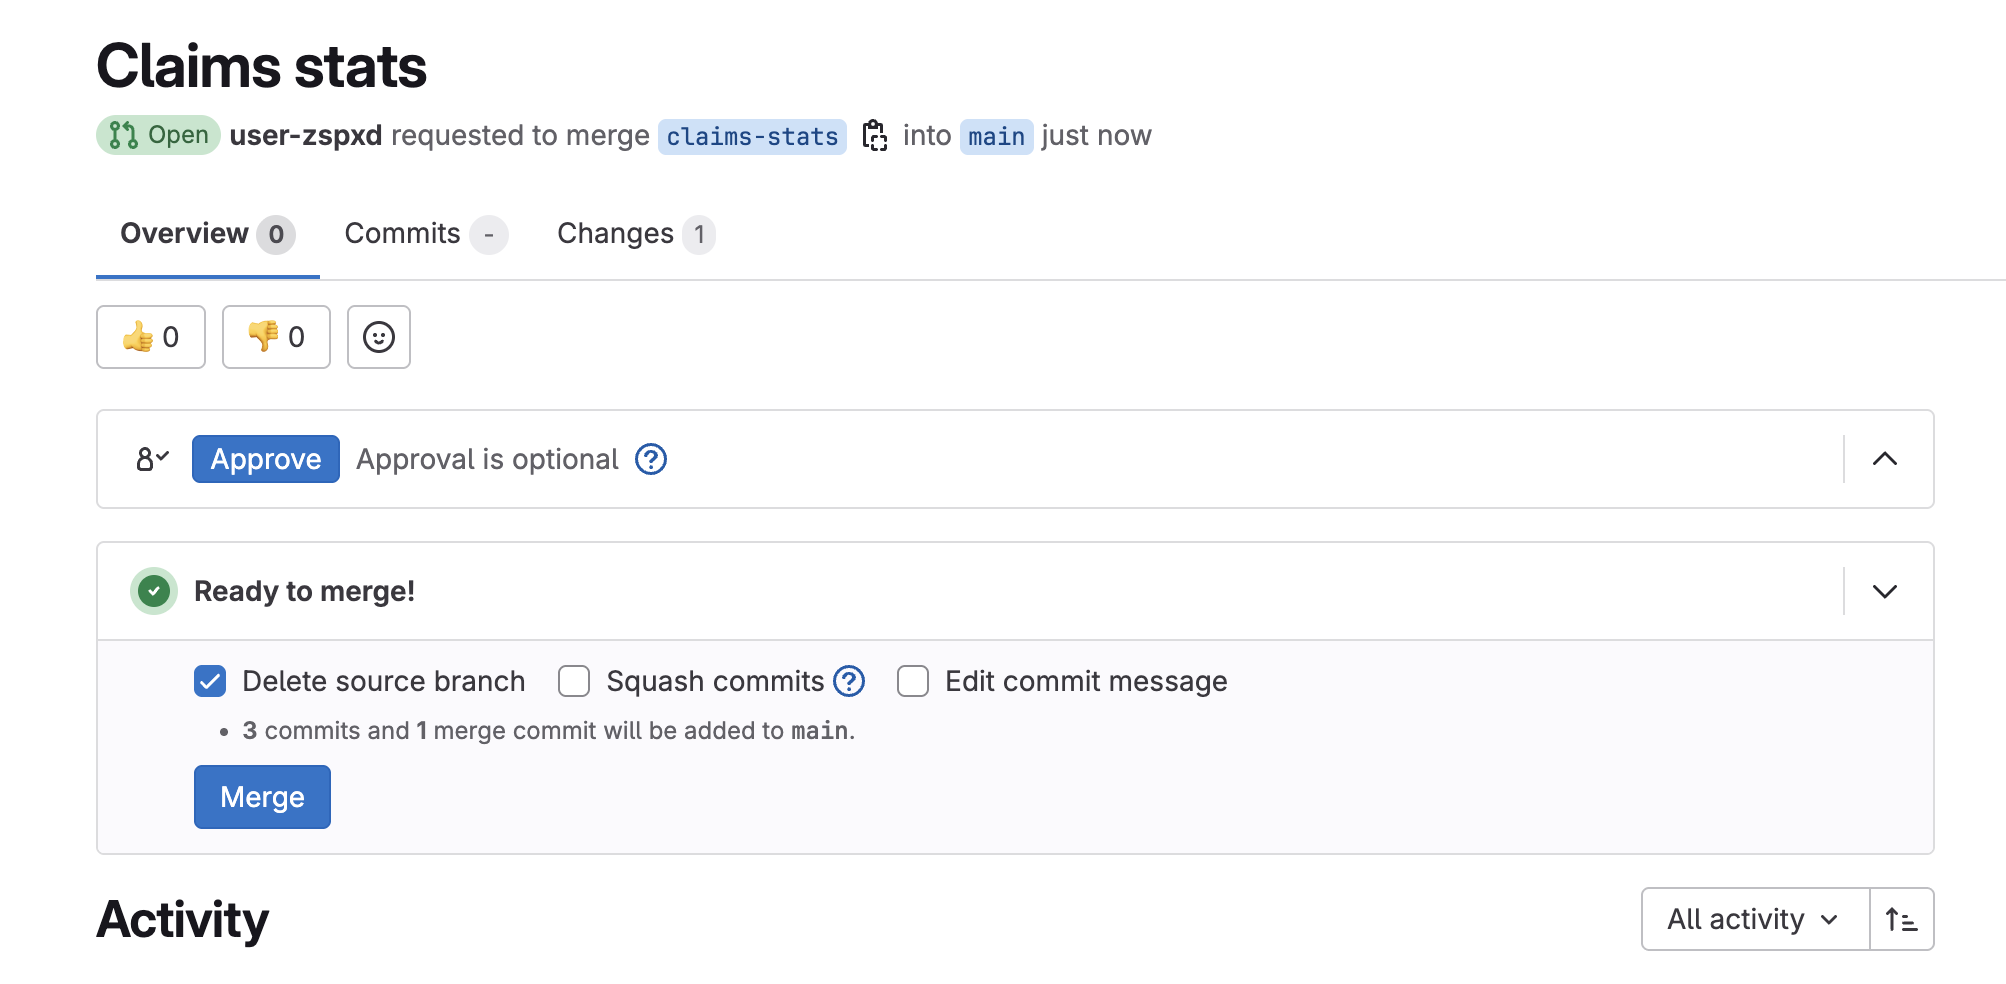 Claims stats
Open user-zspxd requested to merge claims-stats into main just now
Overview 0 Commits - Changes 1
👍 0 👎 0
Approve Approval is optional ?
Ready to merge!
Delete source branch Squash commits ? Edit commit message
• 3 commits and 1 merge commit will be added to main.
Merge
Activity All activity